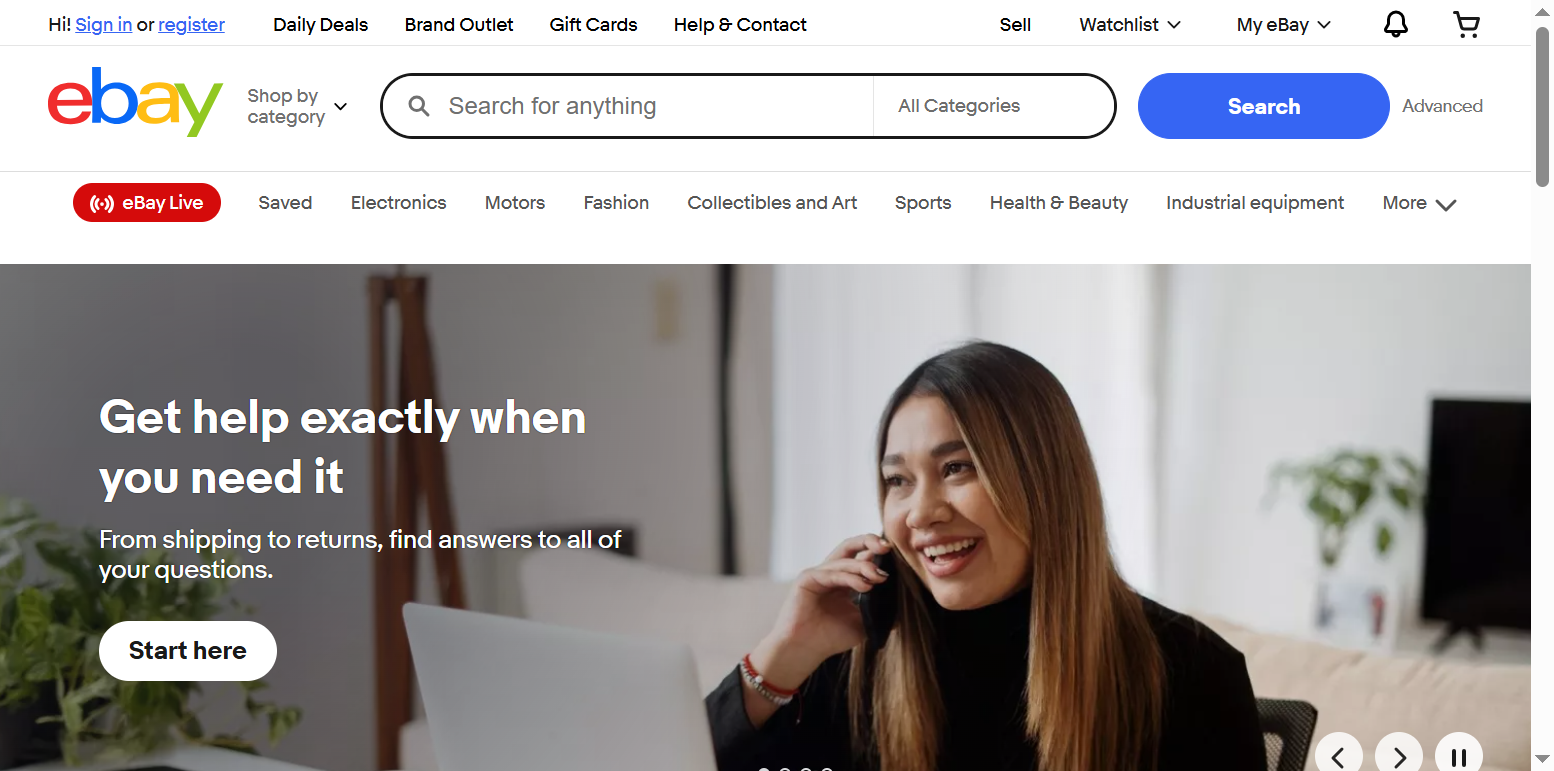 Hi! Sign in or register Daily Deals Brand Outlet Gift Cards Help & Contact Sell Watchlist My eBay
ebay
Shop by
category
Search for anything
All Categories
Search
Advanced
eBay Live Saved Electronics Motors Fashion Collectibles and Art Sports Health & Beauty Industrial equipment More
Get help exactly when
you need it
From shipping to returns, find answers to all of
your questions.
Start here